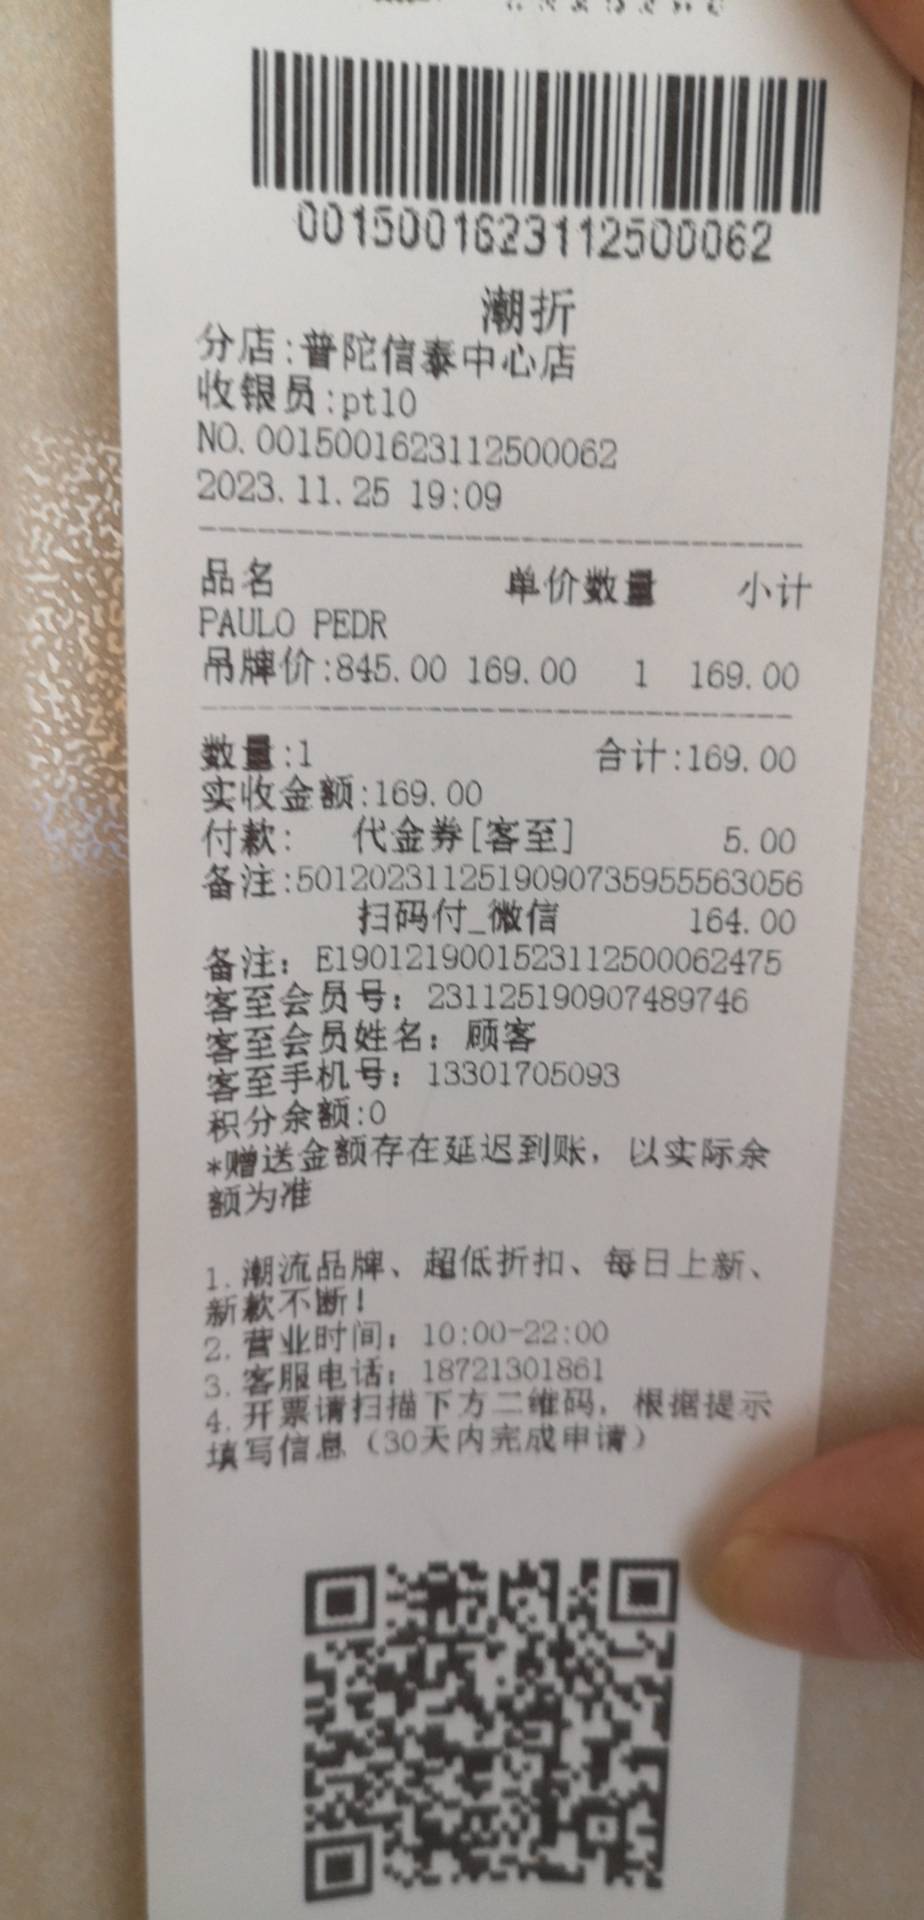 0015001623112500062
潮折
分店:普陀信泰中心店
收银员:pt10
NO.0015001623112500062
2023.11.25 19:09
品名 单价数量 小计
PAULO PEDR
吊牌价:845.00 169.00 1 169.00
数量:1 合计:169.00
实收金额:169.00
付款: 代金券[客至] 5.00
备注:5012023112519090735955563056
扫码付_微信 164.00
备注: E1901219001523112500062475
客至会员号: 231125190907489746
客至会员姓名: 顾客
客至手机号: 13301705093
积分余额:0
*赠送金额存在延迟到账, 以实际余
额为准
1. 潮流品牌、超低折扣、每日上新、
新款不断!
2. 营业时间: 10:00-22:00
3. 客服电话: 18721301861
4. 开票请扫描下方二维码, 根据提示
填写信息 (30天内完成申请)